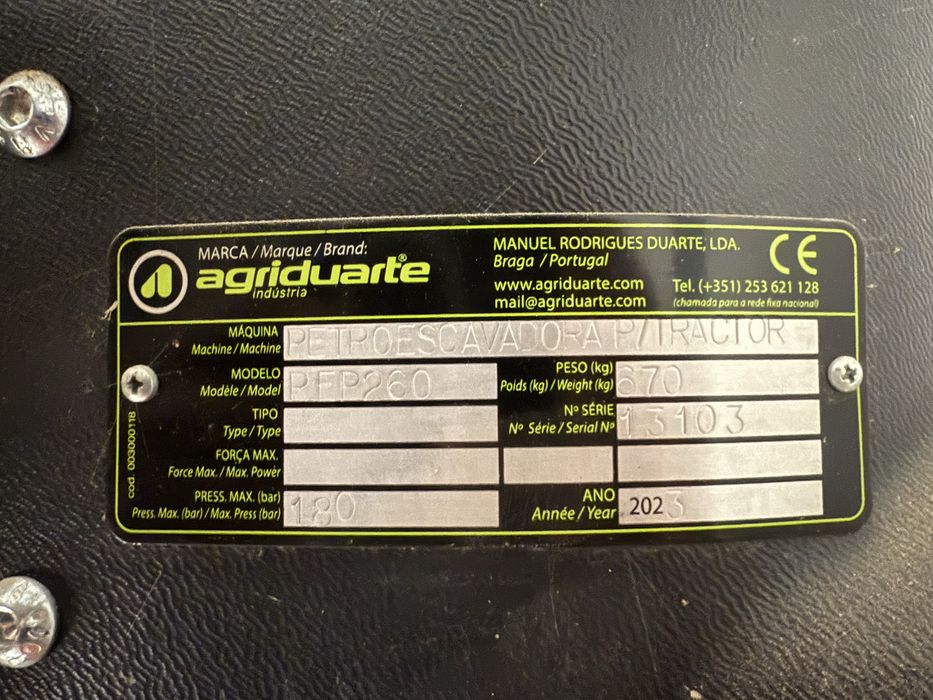 MARCA / Marque / Brand:
agriduarte®
indústria
MANUEL RODRIGUES DUARTE, LDA.
Braga / Portugal
www.agriduarte.com
mail@agriduarte.com
CE
Tel. (+351) 253 621 128
(chamada para a rede fixa nacional)
MÁQUINA
Machine / Machine
RETROESCAVADORA P/TRACTOR
MODELO
Modèle / Model
PESO (kg)
Poids (kg) / Weight (kg)
670
TIPO
Type / Type
Nº SÉRIE
Nº Série / Serial Nº
13103
FORÇA MAX.
Force Max. / Max. Power
PRESS. MAX. (bar)
Press. Max. (bar) / Max. Press (bar)
180
ANO
Année / Year
2023
cod. 003000118